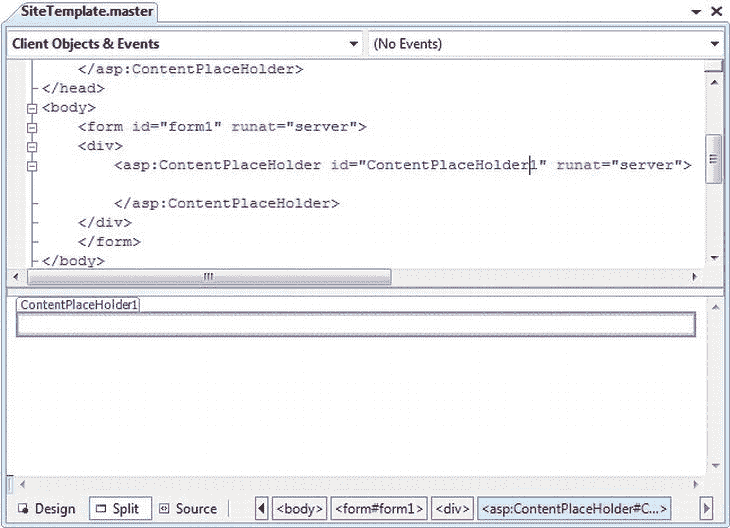 SiteTemplate.master
Client Objects & Events (No Events)
</asp:ContentPlaceHolder>
</head>
<body>
<form id="form1" runat="server">
<div>
<asp:ContentPlaceHolder id="ContentPlaceHolder1" runat="server">
</asp:ContentPlaceHolder>
</div>
</form>
</body>
ContentPlaceHolder1
Design Split Source <body> <form#form1> <div> <asp:ContentPlaceHolder#C...>